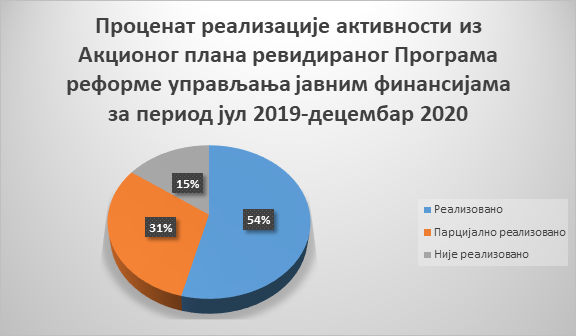 Проценат реализације активности из
Акционог плана ревидираног Програма
реформе управљања јавним финансијама
за период јул 2019-децембар 2020
15%
54%
31%
Реализовано
Парцијално реализовано
Није реализовано